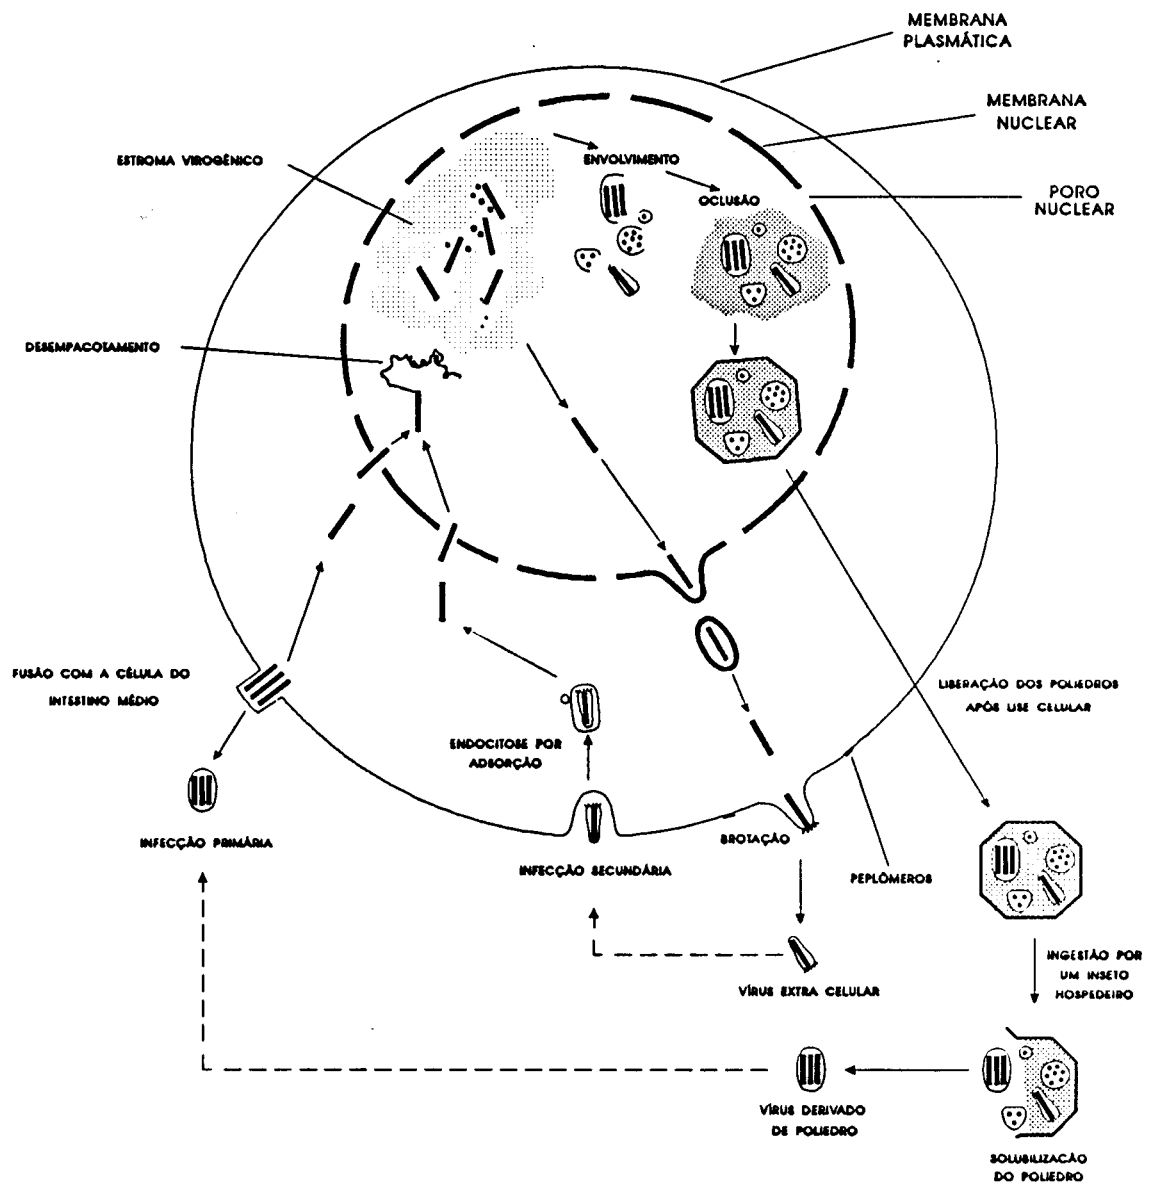 MEMBRANA
PLASMÁTICA
MEMBRANA
NUCLEAR
ESTROMA VIROGÊNICO
ENVOLVIMENTO
OCLUSÃO
PORO
NUCLEAR
DESEMPACOTAMENTO
FUSÃO COM A CÉLULA DO
INTESTINO MÉDIO
LIBERAÇÃO DOS POLIEDROS
APÓS LISE CELULAR
ENDOCITOSE POR
ADSORÇÃO
INFECÇÃO PRIMÁRIA
BROTAÇÃO
INFECÇÃO SECUNDÁRIA
PEPLÔMEROS
INGESTÃO POR
UM INSETO
HOSPEDEIRO
VÍRUS EXTRA CELULAR
VÍRUS DERIVADO
DE POLIEDRO
SOLUBILIZACÃO
DO POLIEDRO